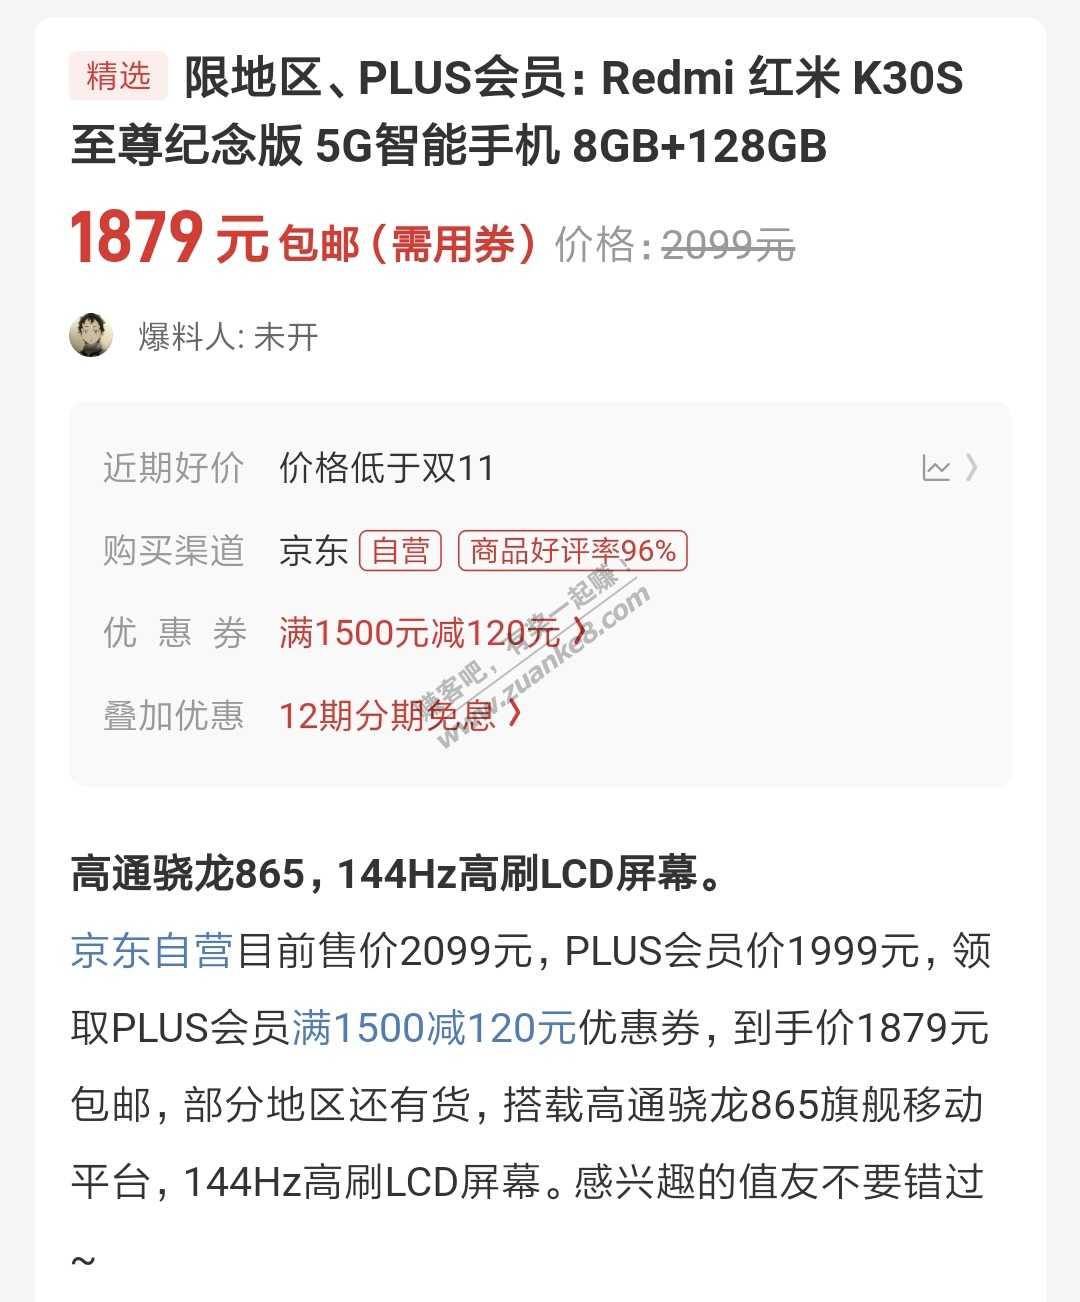 精选 限地区、PLUS会员：Redmi 红米 K30S
至尊纪念版 5G智能手机 8GB+128GB
1879元包邮（需用券） 价格：2099元
爆料人: 未开
近期好价 价格低于双11
购买渠道 京东 自营 商品好评率96%
优惠券 满1500元减120元 》
叠加优惠 12期分期免息 》
赚客吧，有奖一起赚！
www.zuanke8.com
高通骁龙865，144Hz高刷LCD屏幕。
京东自营目前售价2099元，PLUS会员价1999元，领
取PLUS会员满1500减120元优惠券，到手价1879元
包邮，部分地区还有货，搭载高通骁龙865旗舰移动
平台，144Hz高刷LCD屏幕。感兴趣的值友不要错过
~